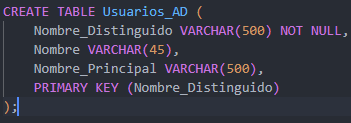 CREATE TABLE Usuarios_AD (
    Nombre_Distinguido VARCHAR(500) NOT NULL,
    Nombre VARCHAR(45),
    Nombre_Principal VARCHAR(500),
    PRIMARY KEY (Nombre_Distinguido)
);